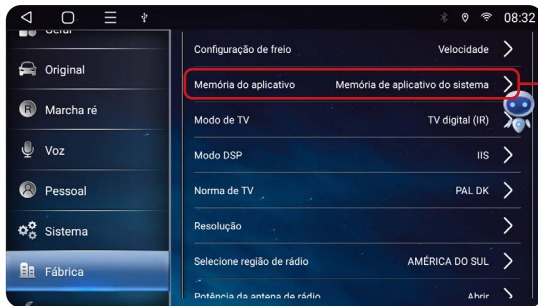 08:32
Geral
Original
Marcha ré
Voz
Pessoal
Sistema
Fábrica
Configuração de freio Velocidade
Memória do aplicativo Memória de aplicativo do sistema
Modo de TV TV digital (IR)
Modo DSP IIS
Norma de TV PAL DK
Resolução
Selecione região de rádio AMÉRICA DO SUL
Potência da antena de rádio Abrir